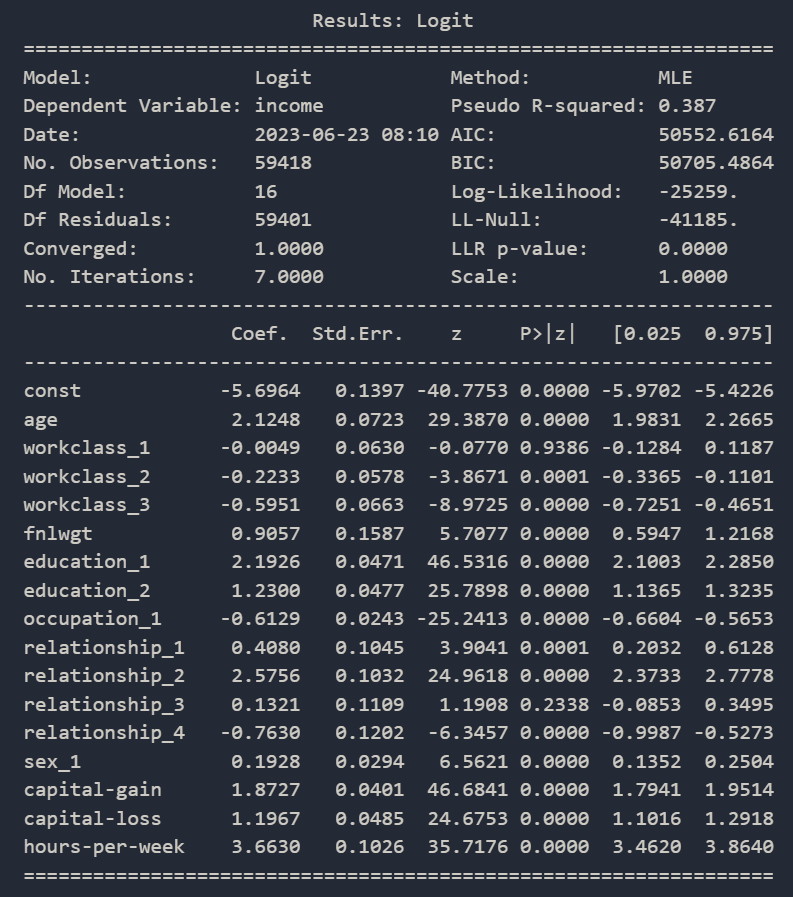 Results: Logit
=================================================================
Model: Logit Method: MLE
Dependent Variable: income Pseudo R-squared: 0.387
Date: 2023-06-23 08:10 AIC: 50552.6164
No. Observations: 59418 BIC: 50705.4864
Df Model: 16 Log-Likelihood: -25259.
Df Residuals: 59401 LL-Null: -41185.
Converged: 1.0000 LLR p-value: 0.0000
No. Iterations: 7.0000 Scale: 1.0000
-----------------------------------------------------------------
Coef. Std.Err. z P>|z| [0.025 0.975]
-----------------------------------------------------------------
const -5.6964 0.1397 -40.7753 0.0000 -5.9702 -5.4226
age 2.1248 0.0723 29.3870 0.0000 1.9831 2.2665
workclass_1 -0.0049 0.0630 -0.0770 0.9386 -0.1284 0.1187
workclass_2 -0.2233 0.0578 -3.8671 0.0001 -0.3365 -0.1101
workclass_3 -0.5951 0.0663 -8.9725 0.0000 -0.7251 -0.4651
fnlwgt 0.9057 0.1587 5.7077 0.0000 0.5947 1.2168
education_1 2.1926 0.0471 46.5316 0.0000 2.1003 2.2850
education_2 1.2300 0.0477 25.7898 0.0000 1.1365 1.3235
occupation_1 -0.6129 0.0243 -25.2413 0.0000 -0.6604 -0.5653
relationship_1 0.4080 0.1045 3.9041 0.0001 0.2032 0.6128
relationship_2 2.5756 0.1032 24.9618 0.0000 2.3733 2.7778
relationship_3 0.1321 0.1109 1.1908 0.2338 -0.0853 0.3495
relationship_4 -0.7630 0.1202 -6.3457 0.0000 -0.9987 -0.5273
sex_1 0.1928 0.0294 6.5621 0.0000 0.1352 0.2504
capital-gain 1.8727 0.0401 46.6841 0.0000 1.7941 1.9514
capital-loss 1.1967 0.0485 24.6753 0.0000 1.1016 1.2918
hours-per-week 3.6630 0.1026 35.7176 0.0000 3.4620 3.8640
=================================================================